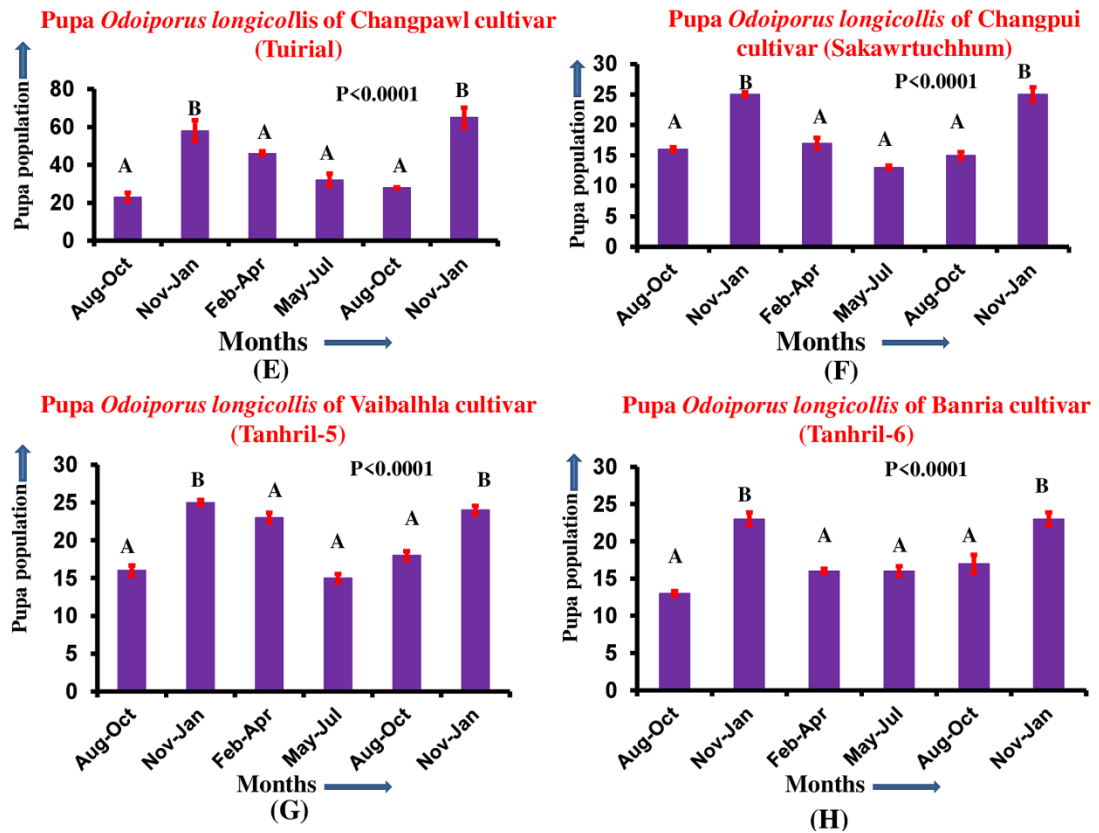 Pupa Odoiporus longicollis of Changpawl cultivar
(Tuirial)
Pupa population
80
60
40
20
0
P<0.0001
A
B
A
A
A
B
Aug-Oct
Nov-Jan
Feb-Apr
May-Jul
Aug-Oct
Nov-Jan
Months
(E)
Pupa Odoiporus longicollis of Changpui
cultivar (Sakawrtuchhum)
Pupa population
30
25
20
15
10
5
0
P<0.0001
A
B
A
A
A
B
Aug-Oct
Nov-Jan
Feb-Apr
May-Jul
Aug-Oct
Nov-Jan
Months
(F)
Pupa Odoiporus longicollis of Vaibalhla cultivar
(Tanhril-5)
Pupa population
30
25
20
15
10
5
0
P<0.0001
A
B
A
A
A
B
Aug-Oct
Nov-Jan
Feb-Apr
May-Jul
Aug-Oct
Nov-Jan
Months
(G)
Pupa Odoiporus longicollis of Banria cultivar
(Tanhril-6)
Pupa population
30
25
20
15
10
5
0
P<0.0001
A
B
A
A
A
B
Aug-Oct
Nov-Jan
Feb-Apr
May-Jul
Aug-Oct
Nov-Jan
Months
(H)